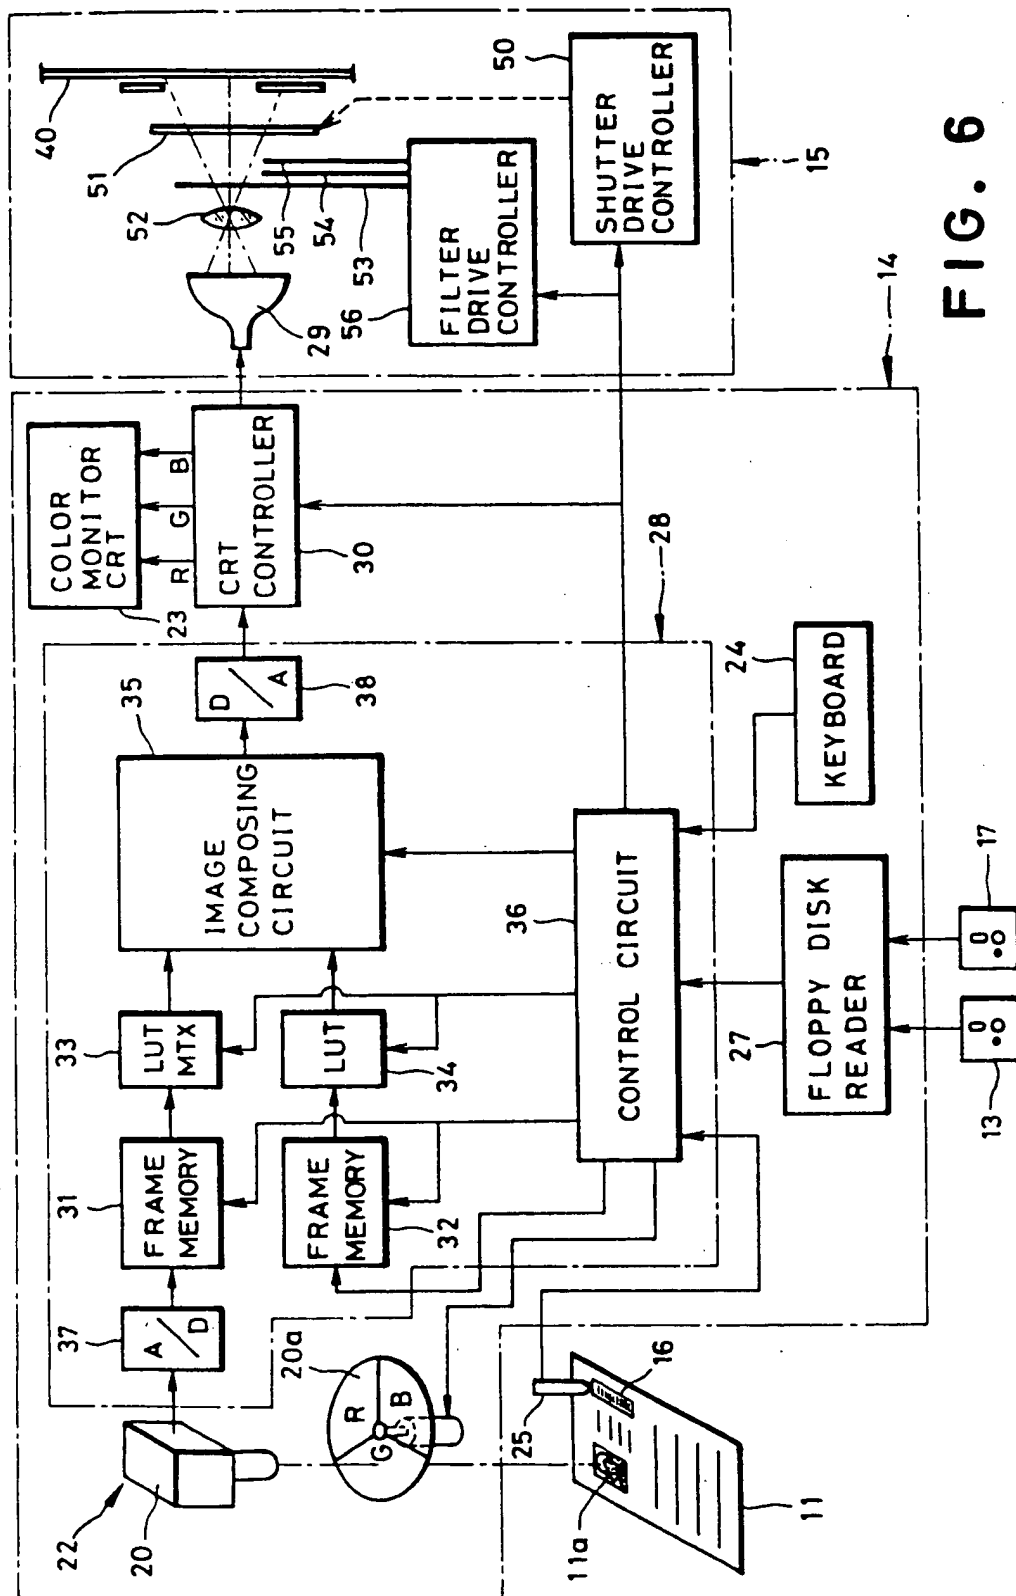 FIG. 6
22
20
37
A/D
31
FRAME
MEMORY
33
LUT
MTX
35
IMAGE
COMPOSING
CIRCUIT
D/A
38
COLOR
MONITOR
CRT
23
R
G
B
CRT
CONTROLLER
30
29
52
51
40
55
54
53
56
FILTER
DRIVE
CONTROLLER
50
SHUTTER
DRIVE
CONTROLLER
15
14
20a
R
G
B
FRAME
MEMORY
32
LUT
34
36
CONTROL CIRCUIT
28
25
16
11a
11
27
FLOPPY DISK
READER
24
KEYBOARD
13
17